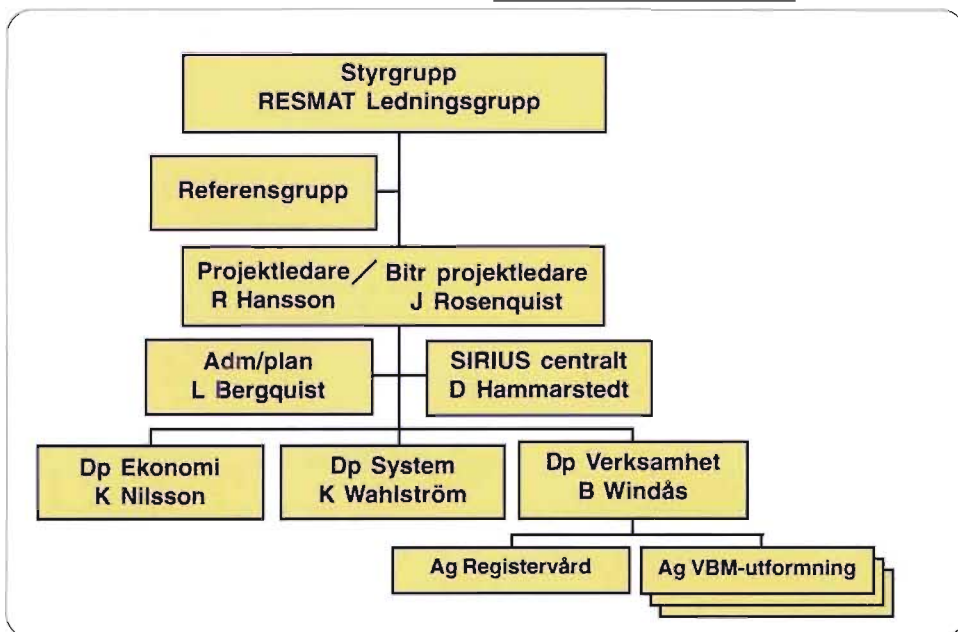 Styrgrupp
RESMAT Ledningsgrupp
Referensgrupp
Projektledare / Bitr projektledare
R Hansson J Rosenquist
Adm/plan
L Bergquist
SIRIUS centralt
D Hammarstedt
Dp Ekonomi
K Nilsson
Dp System
K Wahlström
Dp Verksamhet
B Windås
Ag Registervård
Ag VBM-utformning